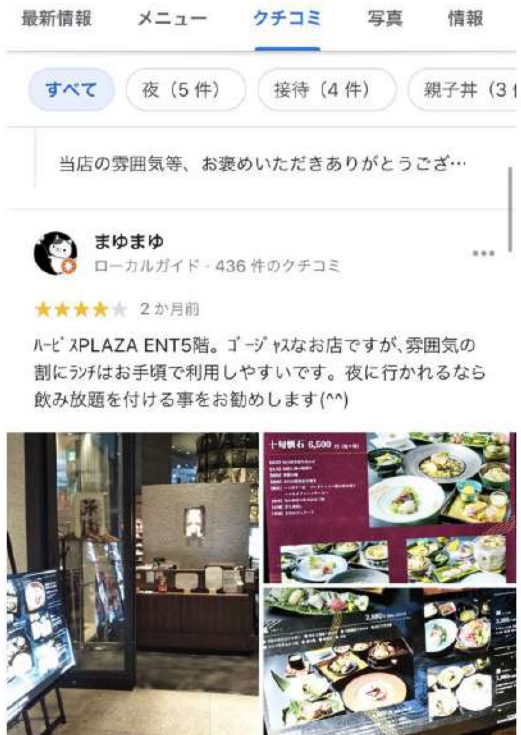 最新情報 メニュー クチコミ 写真 情報
すべて 夜（5 件） 接待（4 件） 親子丼（3
当店の雰囲気等、お褒めいただきありがとうござ…
まゆまゆ
ローカルガイド · 436 件のクチコミ
2 か月前
ﾊｰﾋﾞｽPLAZA ENT5階。ｺﾞｰｼﾞｬｽなお店ですが､雰囲気の
割にﾗﾝﾁはお手頃で利用しやすいです。夜に行かれるなら
飲み放題を付ける事をお勧めします(^^)
十旬懐石 6,500